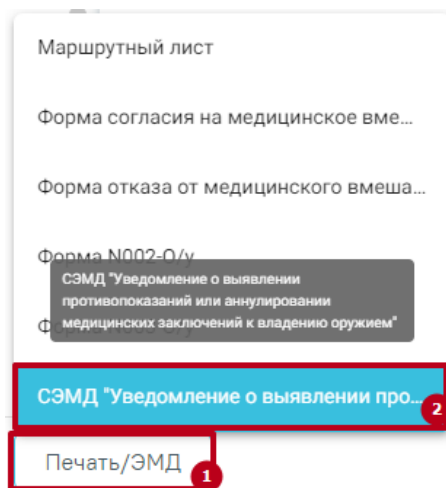 Маршрутный лист
Форма согласия на медицинское вме...
Форма отказа от медицинского вмеша...
Форма N002-О/у
СЭМД "Уведомление о выявлении
противопоказаний или аннулировании
медицинских заключений к владению оружием"
СЭМД "Уведомление о выявлении про...
2
Печать/ЭМД
1